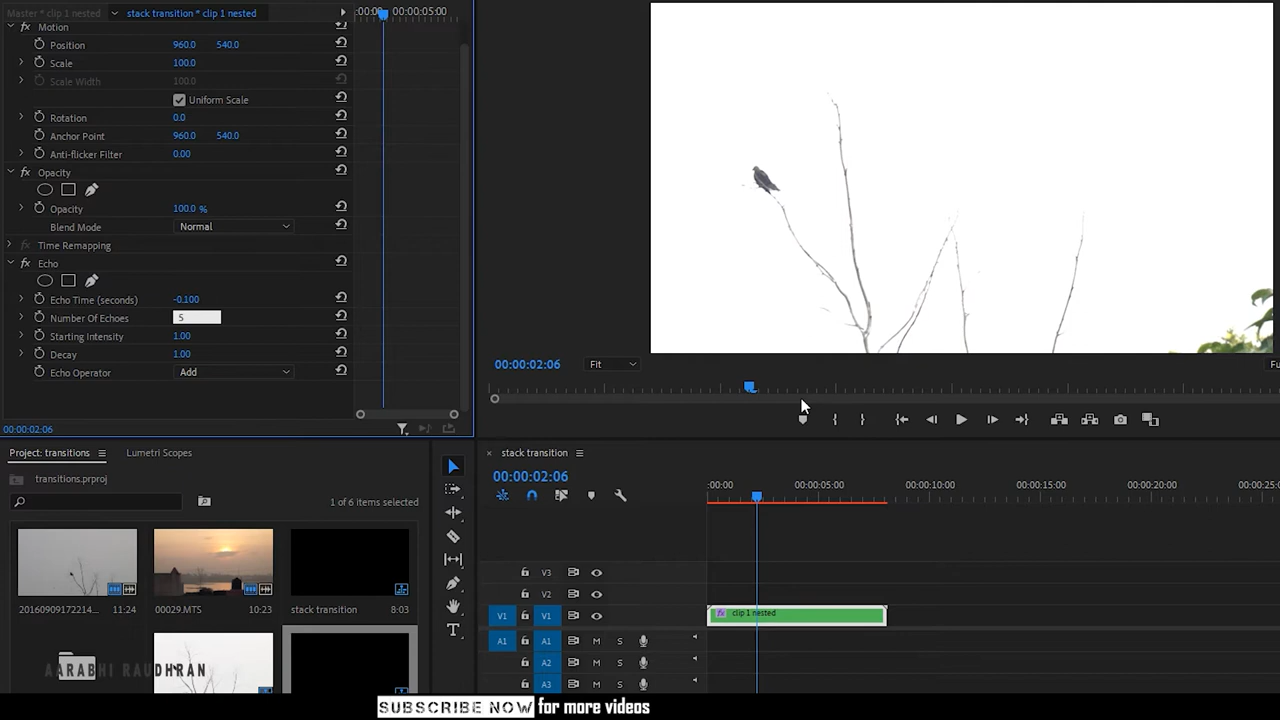 Master * clip 1 nested
stack transition * clip 1 nested
:00:00
00:00:05:00
fx Motion
Position 960.0 540.0
Scale 100.0
Scale Width 100.0
Uniform Scale
Rotation 0.0
Anchor Point 960.0 540.0
Anti-flicker Filter 0.00
fx Opacity
Opacity 100.0 %
Blend Mode Normal
fx Time Remapping
fx Echo
Echo Time (seconds) -0.100
Number Of Echoes 5
Starting Intensity 1.00
Decay 1.00
Echo Operator Add
00:00:02:06
00:00:02:06
Fit
Fu
Project: transitions
Lumetri Scopes
transitions.prproj
1 of 6 items selected
20160909172214... 11:24
00029.MTS 10:23
stack transition 8:03
AARABHI RAUDHRAN
T
× stack transition
00:00:02:06
:00:00
00:00:05:00
00:00:10:00
00:00:15:00
00:00:20:00
00:00:25:0
V3
V2
V1 V1
fx clip 1 nested
A1 A1 M S
A2 M S
A3 M S
SUBSCRIBE NOW for more videos